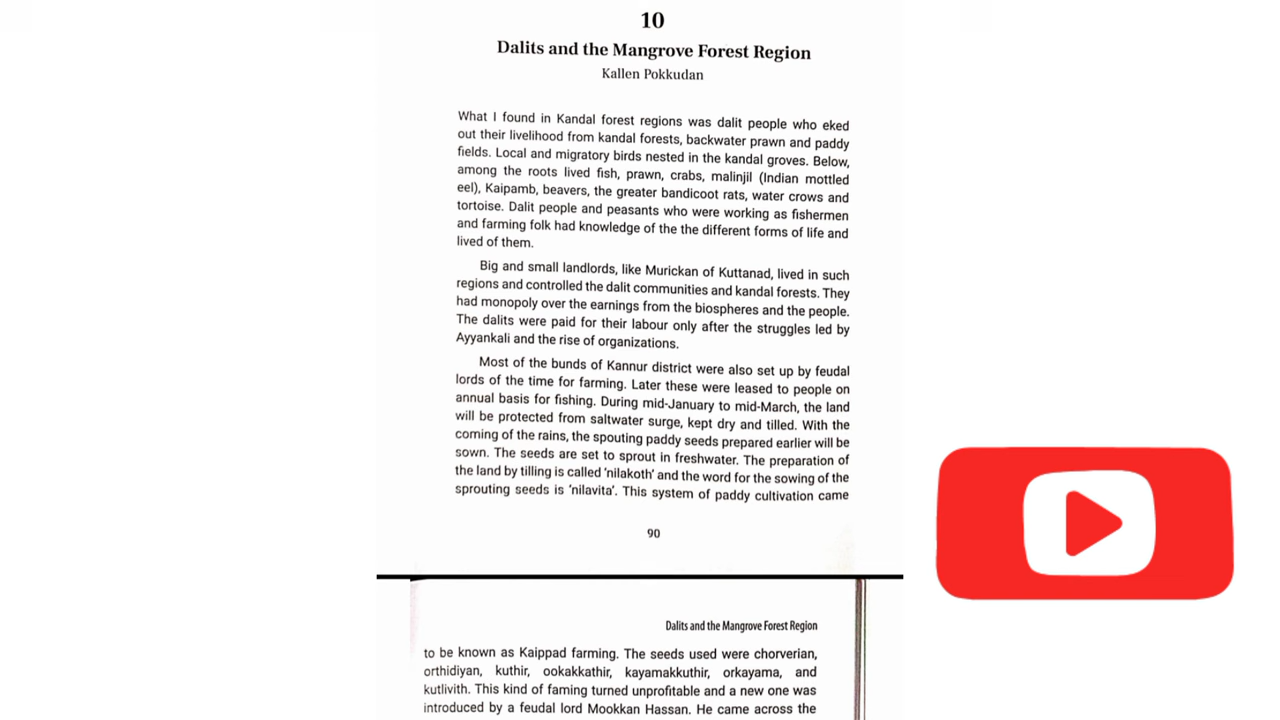 10
Dalits and the Mangrove Forest Region
Kallen Pokkudan
What I found in Kandal forest regions was dalit people who eked
out their livelihood from kandal forests, backwater prawn and paddy
fields. Local and migratory birds nested in the kandal groves. Below,
among the roots lived fish, prawn, crabs, malinjil (Indian mottled
eel), Kaipamb, beavers, the greater bandicoot rats, water crows and
tortoise. Dalit people and peasants who were working as fishermen
and farming folk had knowledge of the the different forms of life and
lived of them.
Big and small landlords, like Murickan of Kuttanad, lived in such
regions and controlled the dalit communities and kandal forests. They
had monopoly over the earnings from the biospheres and the people.
The dalits were paid for their labour only after the struggles led by
Ayyankali and the rise of organizations.
Most of the bunds of Kannur district were also set up by feudal
lords of the time for farming. Later these were leased to people on
annual basis for fishing. During mid-January to mid-March, the land
will be protected from saltwater surge, kept dry and tilled. With the
coming of the rains, the spouting paddy seeds prepared earlier will be
sown. The seeds are set to sprout in freshwater. The preparation of
the land by tilling is called 'nilakoth' and the word for the sowing of the
sprouting seeds is 'nilavita'. This system of paddy cultivation came
90
Dalits and the Mangrove Forest Region
to be known as Kaippad farming. The seeds used were chorverian,
orthidiyan, kuthir, ookakkathir, kayamakkuthir, orkayama, and
kutlivith. This kind of faming turned unprofitable and a new one was
introduced by a feudal lord Mookkan Hassan. He came across the